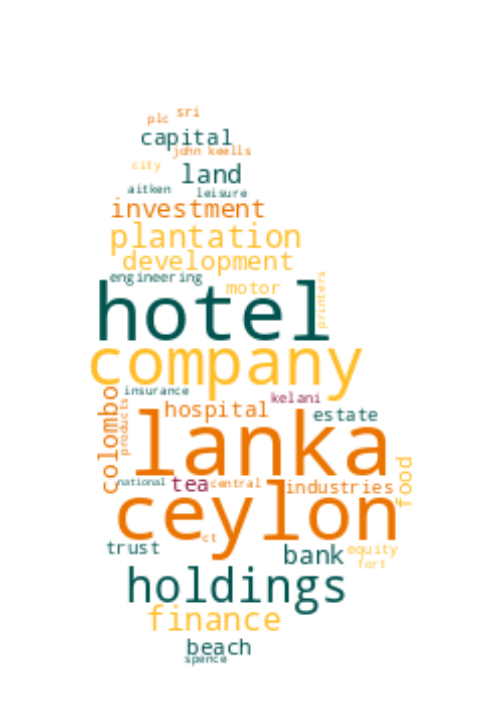 sri
plc
capital
john keells
city
land
aitken
leisure
investment
plantation
development
engineering
motor
printers
hotel
company
insurance
colombo
products
hospital
kelani
estate
lanka
national
tea
central
industries
food
ceylon
ct
trust
bank
equity
fort
holdings
finance
beach
spence